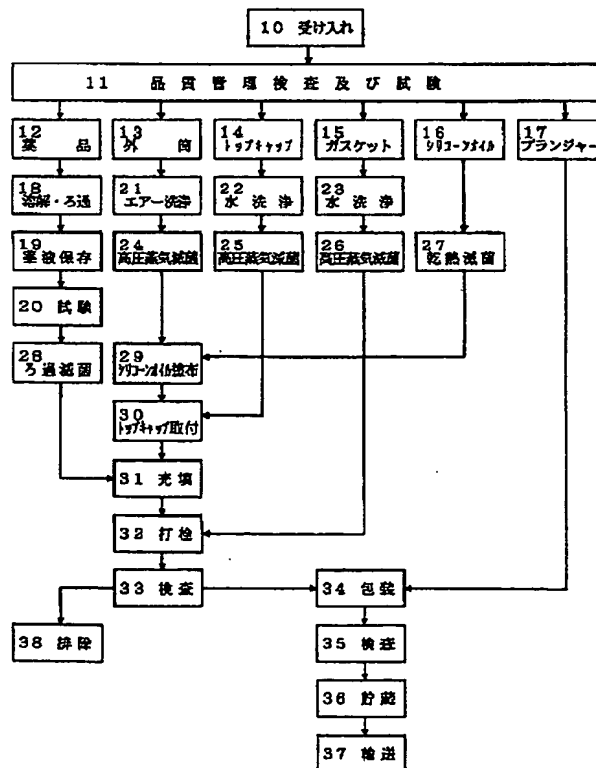 10 受け入れ
11 品質管理検査及び試験
12
薬品
13
外筒
14
トップキャップ
15
ガスケット
16
シリコーンオイル
17
プランジャー
18
溶解・ろ過
21
エアー洗浄
22
水洗浄
23
水洗浄
19
薬液保存
24
高圧蒸気滅菌
25
高圧蒸気滅菌
26
高圧蒸気滅菌
27
乾熱滅菌
20 試験
28
ろ過滅菌
29
シリコーンオイル塗布
30
トップキャップ取付
31 充填
32 打栓
33 検査
34 包装
38 排除
35 検査
36 貯蔵
37 輸送